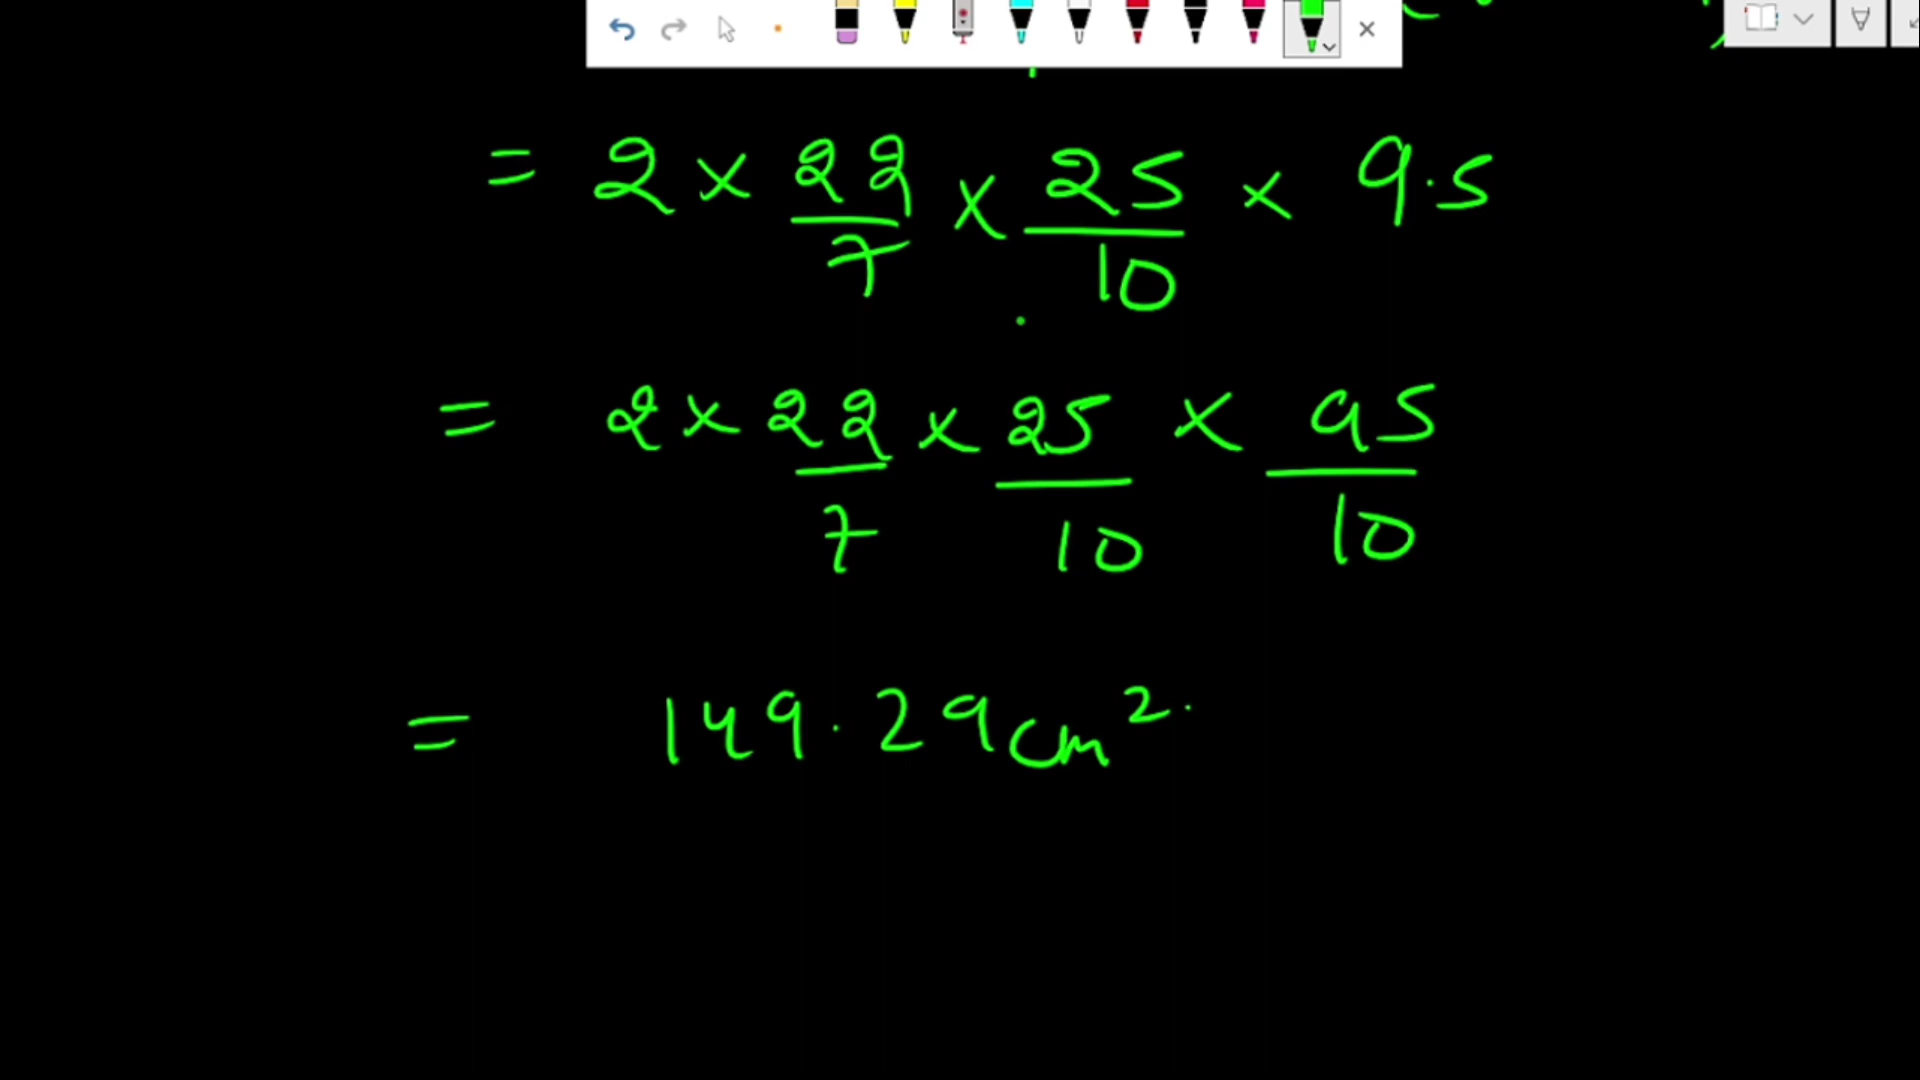 = 2 × 22/7 × 25/10 × 9.5
= 2 × 22/7 × 25/10 × 95/10
= 149.29 cm².